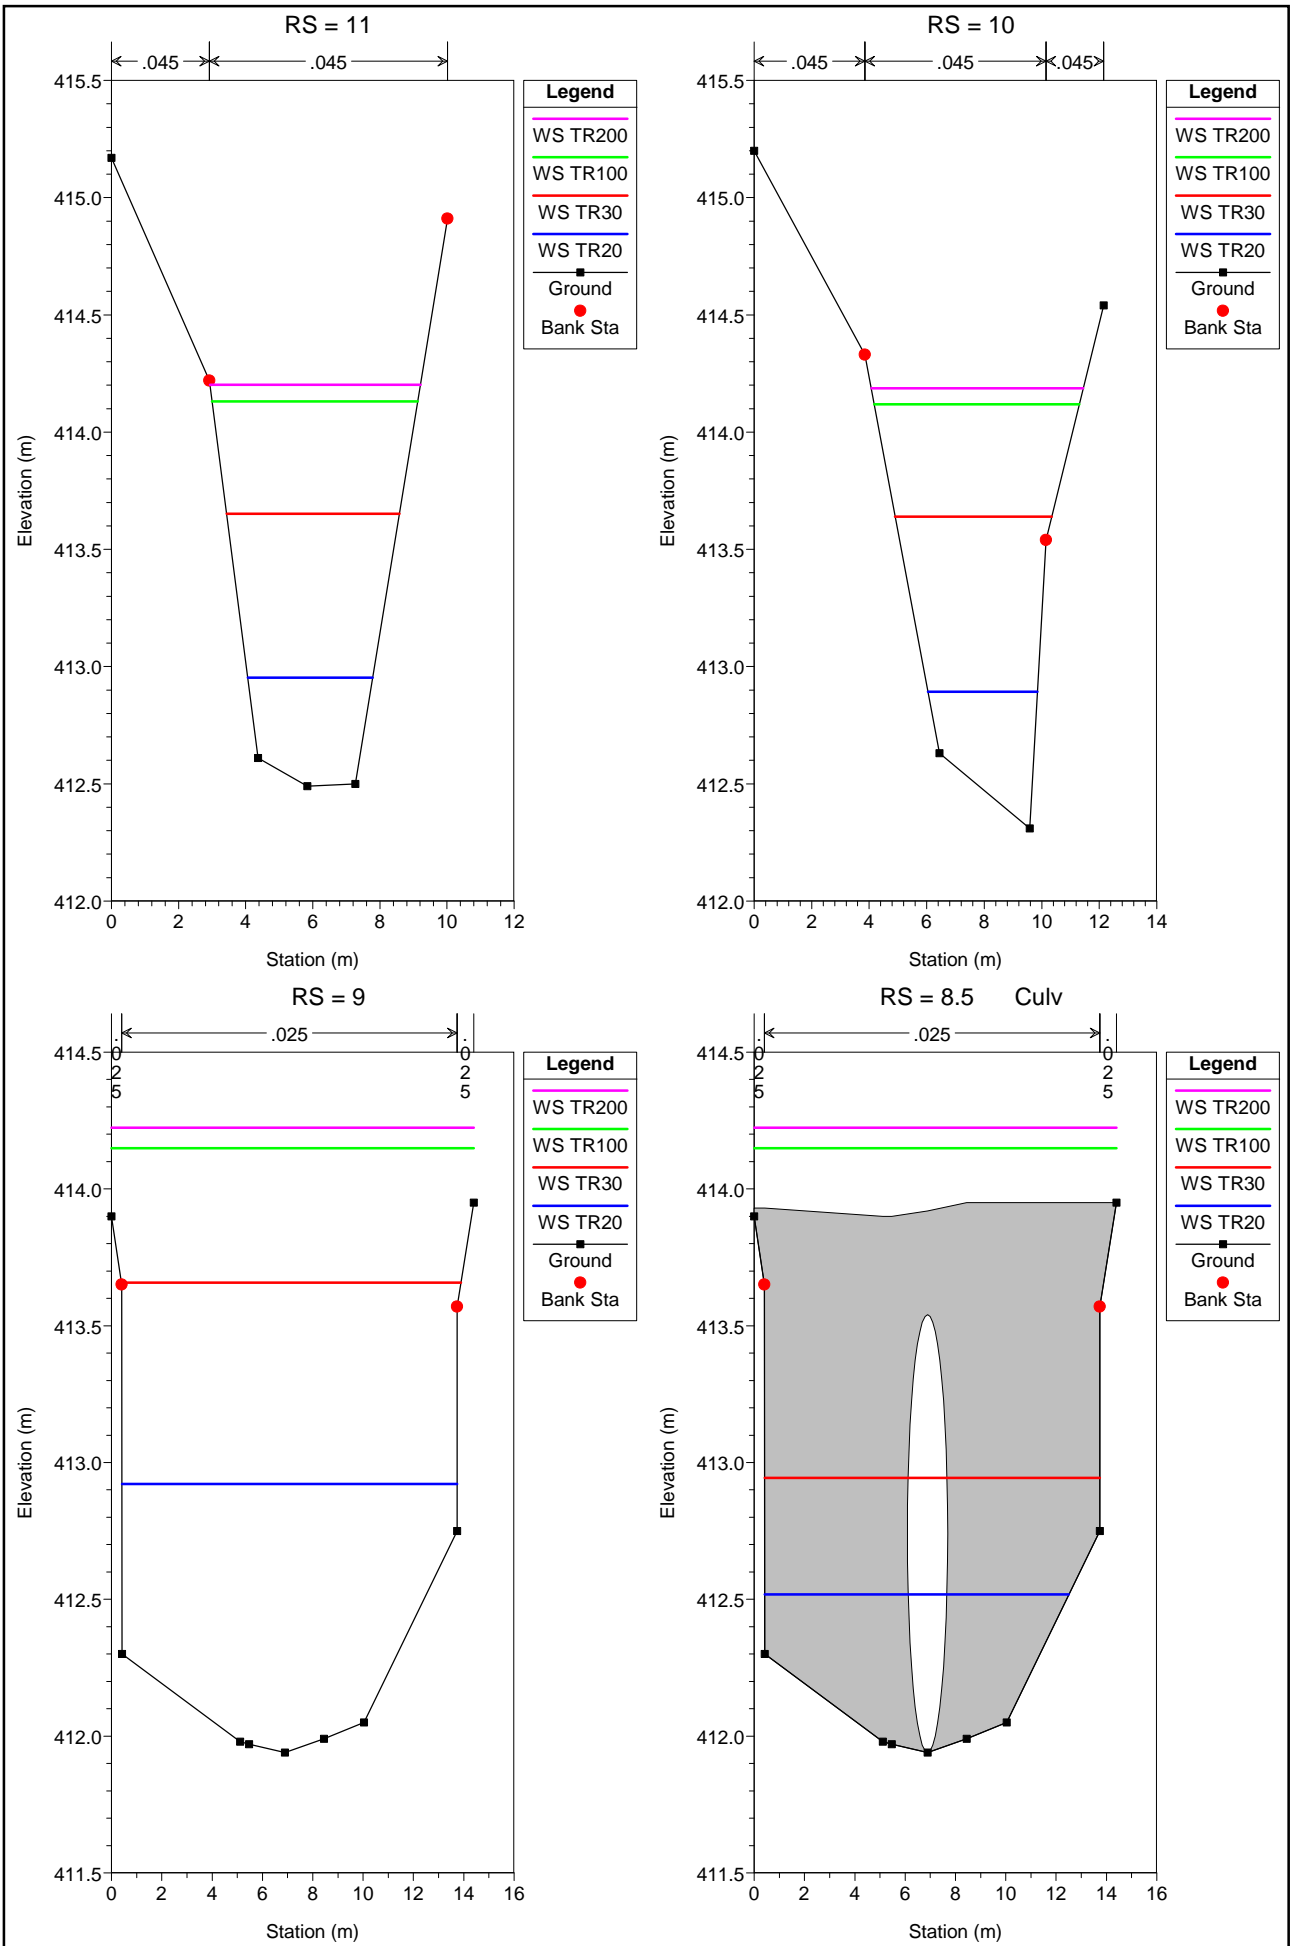 RS = 11
.045
.045
415.5
415.0
414.5
414.0
413.5
413.0
412.5
412.0
0 2 4 6 8 10 12
Station (m)
Elevation (m)
Legend
WS TR200
WS TR100
WS TR30
WS TR20
Ground
Bank Sta
RS = 10
.045
.045
.045
415.5
415.0
414.5
414.0
413.5
413.0
412.5
412.0
0 2 4 6 8 10 12 14
Station (m)
Elevation (m)
Legend
WS TR200
WS TR100
WS TR30
WS TR20
Ground
Bank Sta
RS = 9
.025
.025
.025
414.5
414.0
413.5
413.0
412.5
412.0
411.5
0 2 4 6 8 10 12 14 16
Station (m)
Elevation (m)
Legend
WS TR200
WS TR100
WS TR30
WS TR20
Ground
Bank Sta
RS = 8.5 Culv
.025
.025
.025
414.5
414.0
413.5
413.0
412.5
412.0
411.5
0 2 4 6 8 10 12 14 16
Station (m)
Elevation (m)
Legend
WS TR200
WS TR100
WS TR30
WS TR20
Ground
Bank Sta